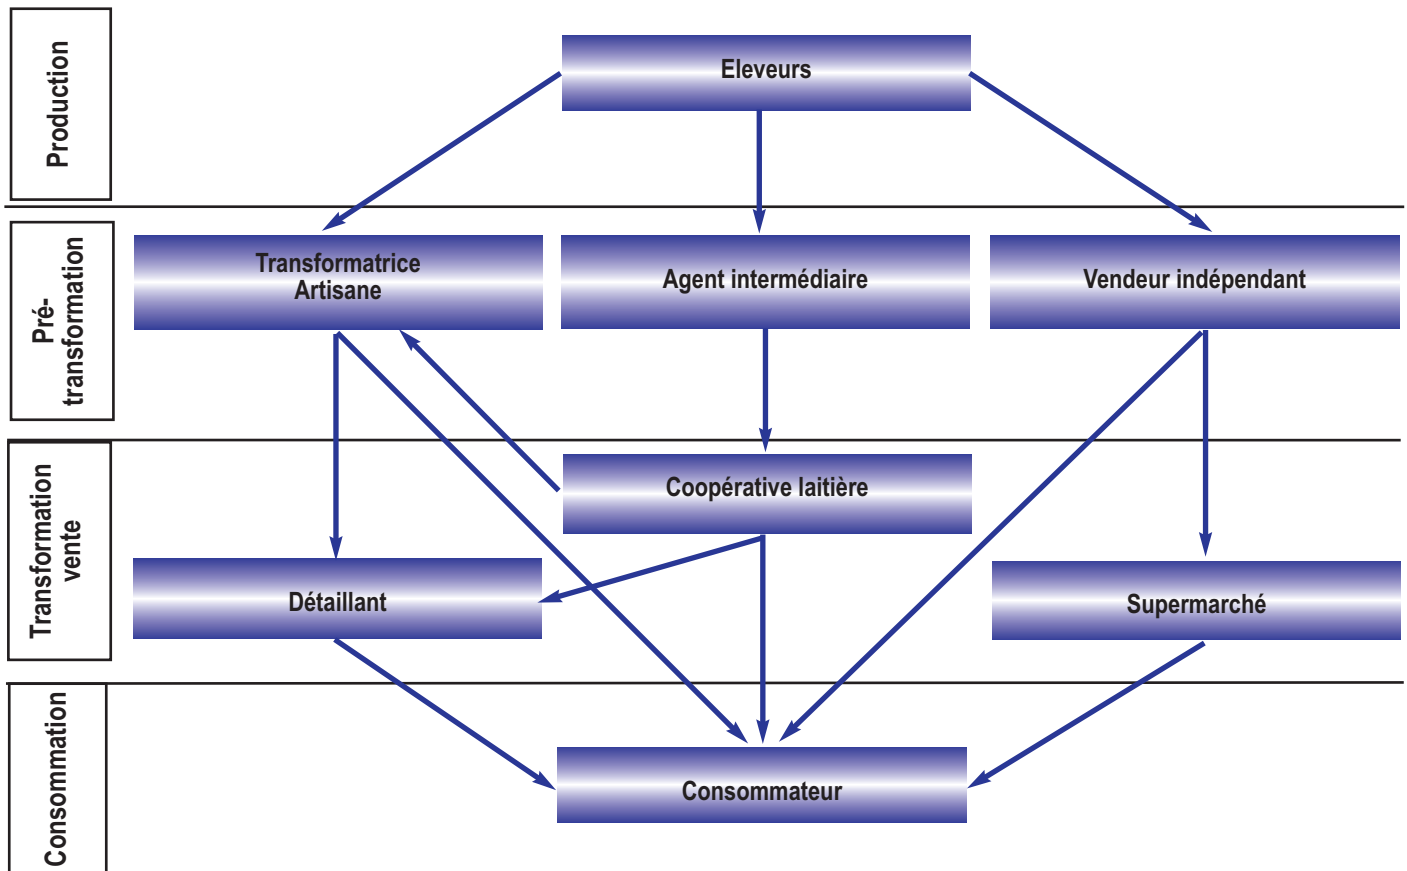 Production
Eleveurs
Pré-
transformation
Transformatrice
Artisane
Agent intermédiaire
Vendeur indépendant
Transformation
vente
Coopérative laitière
Détaillant
Supermarché
Consommation
Consommateur